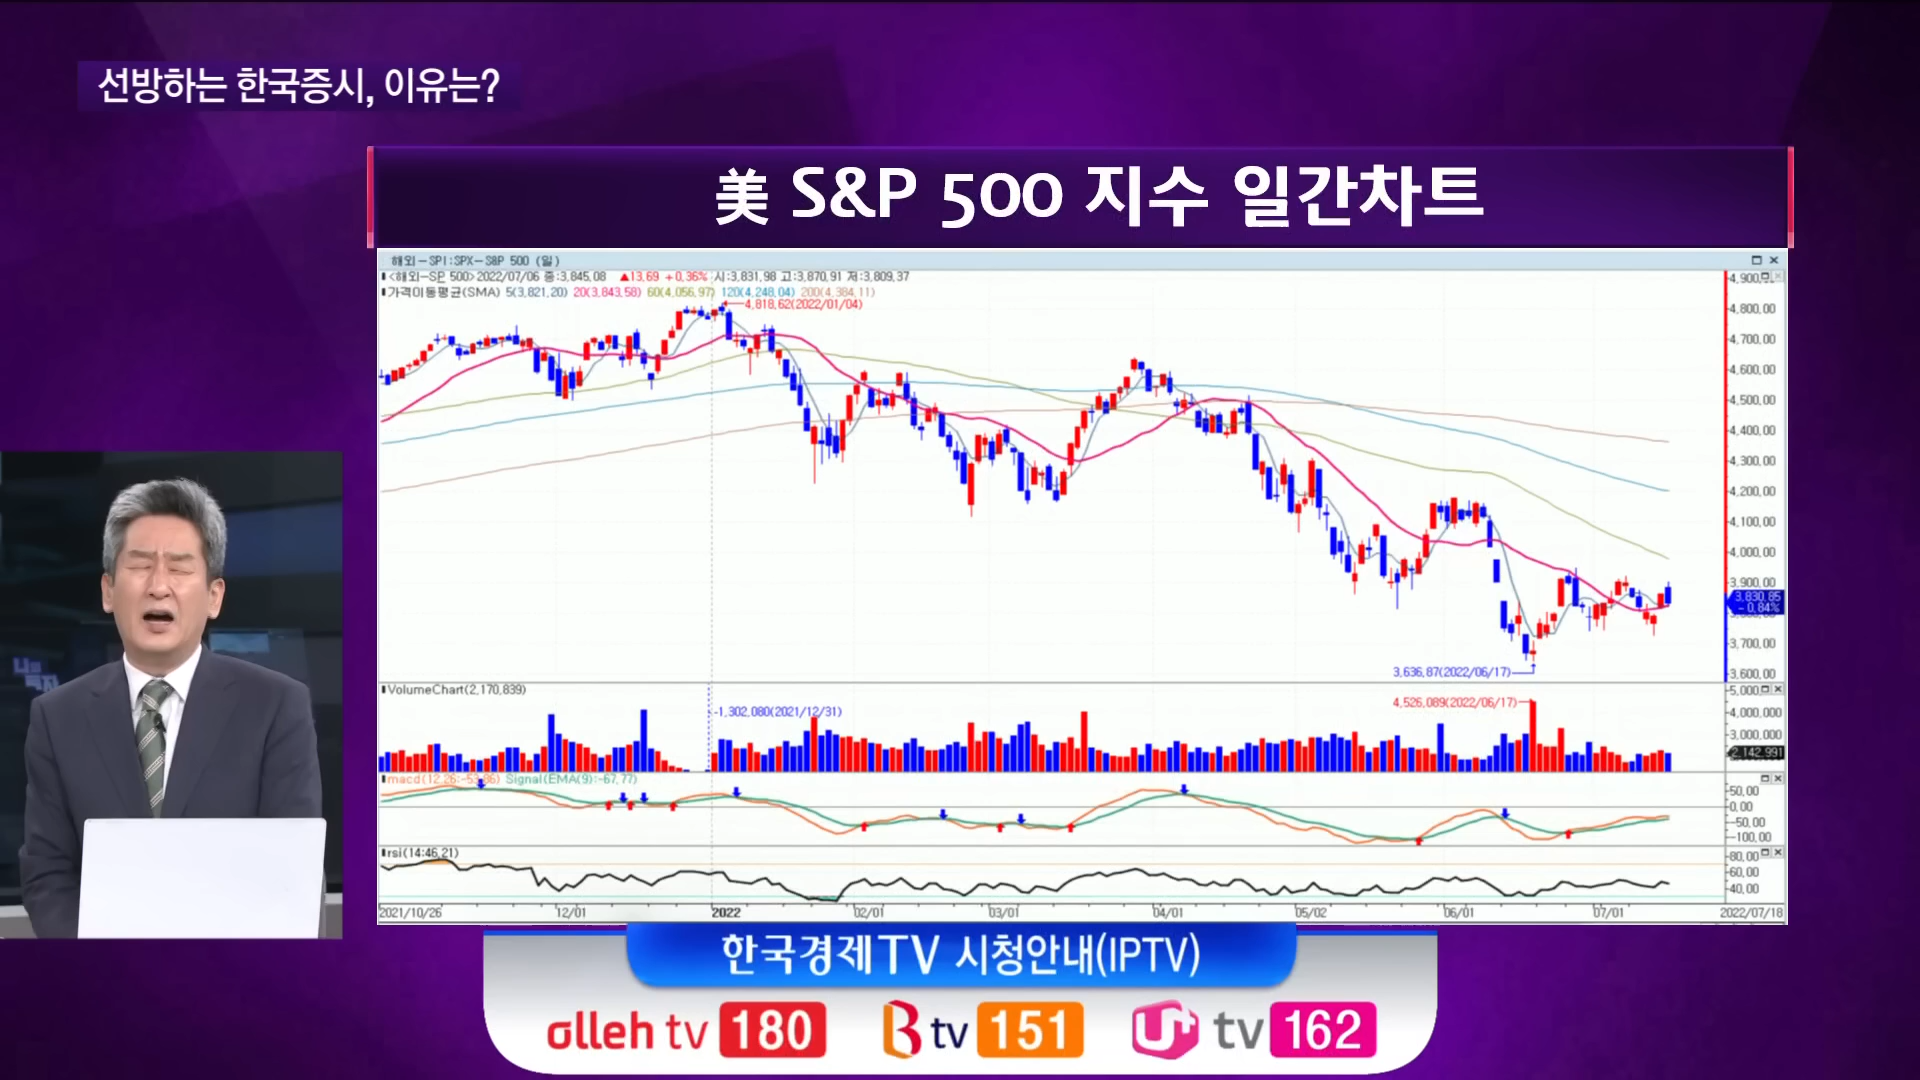 선방하는 한국증시, 이유는?
美 S&P 500 지수 일간차트
해외-SPI:SPX-S&P 500 (일)
<해외-SP 500>2022/07/06 종:3,845.08 ▲13.69 +0.36% 시:3,831.98 고:3,870.91 저:3,809.37
가격이동평균(SMA) 5(3,821.20) 20(3,843.58) 60(4,056.97) 120(4,248.04) 200(4,384.11)
4,818.62(2022/01/04)
4,800.00
4,700.00
4,600.00
4,500.00
4,400.00
4,300.00
4,200.00
4,100.00
4,000.00
3,900.00
3,830.85
-0.84%
3,700.00
3,600.00
3,636.87(2022/06/17)
VolumeChart(2,170,839)
-1,302,080(2021/12/31)
4,526,089(2022/06/17)
4,000,000
3,000,000
2,142,991
macd(12,26:-53.86) Signal(EMA(9):-67.77)
50.00
0.00
-50.00
-100.00
rsi(14:46.21)
80.00
60.00
40.00
2021/10/26 12/01 2022 02/01 03/01 04/01 05/02 06/01 07/01 2022/07/18
한국경제TV 시청안내(IPTV)
olleh tv 180 B tv 151 U+ tv 162